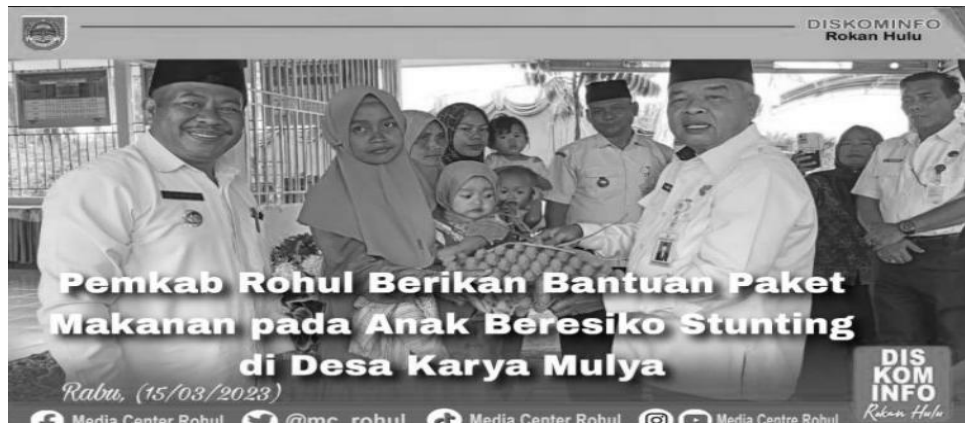 DISKOMINFO
Rokan Hulu
Pemkab Rohul Berikan Bantuan Paket
Makanan pada Anak Beresiko Stunting
di Desa Karya Mulya
Rabu, (15/03/2023)
DIS
KOM
INFO
Rokan Hulu
Media Center Rohul @mc_rohul Media Center Rohul Media Centre Rohul